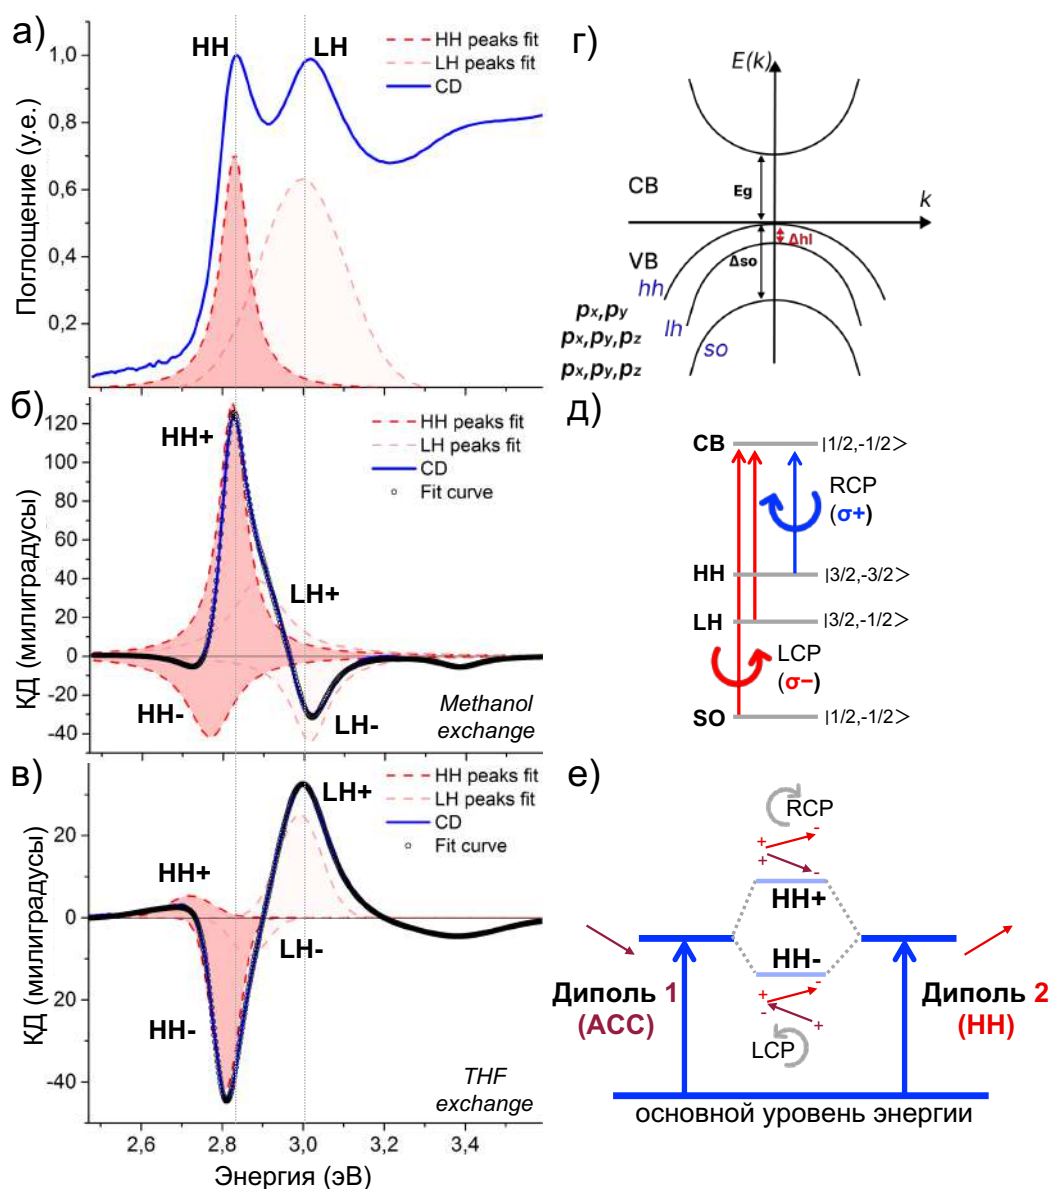 а)
HH
LH
HH peaks fit
LH peaks fit
CD
1,0
0,8
0,6
0,4
0,2
Поглощение (у.е.)
б)
HH+
HH peaks fit
LH peaks fit
CD
Fit curve
120
100
80
60
40
20
0
-20
-40
КД (милиградусы)
LH+
HH-
LH-
Methanol
exchange
в)
HH peaks fit
LH peaks fit
CD
Fit curve
LH+
HH+
LH-
HH-
20
0
-20
-40
КД (милиградусы)
THF
exchange
2,6
2,8
3,0
3,2
3,4
Энергия (эВ)
г)
E(k)
CB
Eg
k
Δhl
VB
Δso
hh
px,py
lh
px,py,pz
so
px,py,pz
д)
CB
|1/2,-1/2>
RCP
(σ+)
HH
|3/2,-3/2>
LH
|3/2,-1/2>
LCP
(σ−)
SO
|1/2,-1/2>
е)
RCP
-
+
+
-
HH+
HH-
Диполь 1
(ACC)
Диполь 2
(HH)
-
+
-
+
LCP
основной уровень энергии